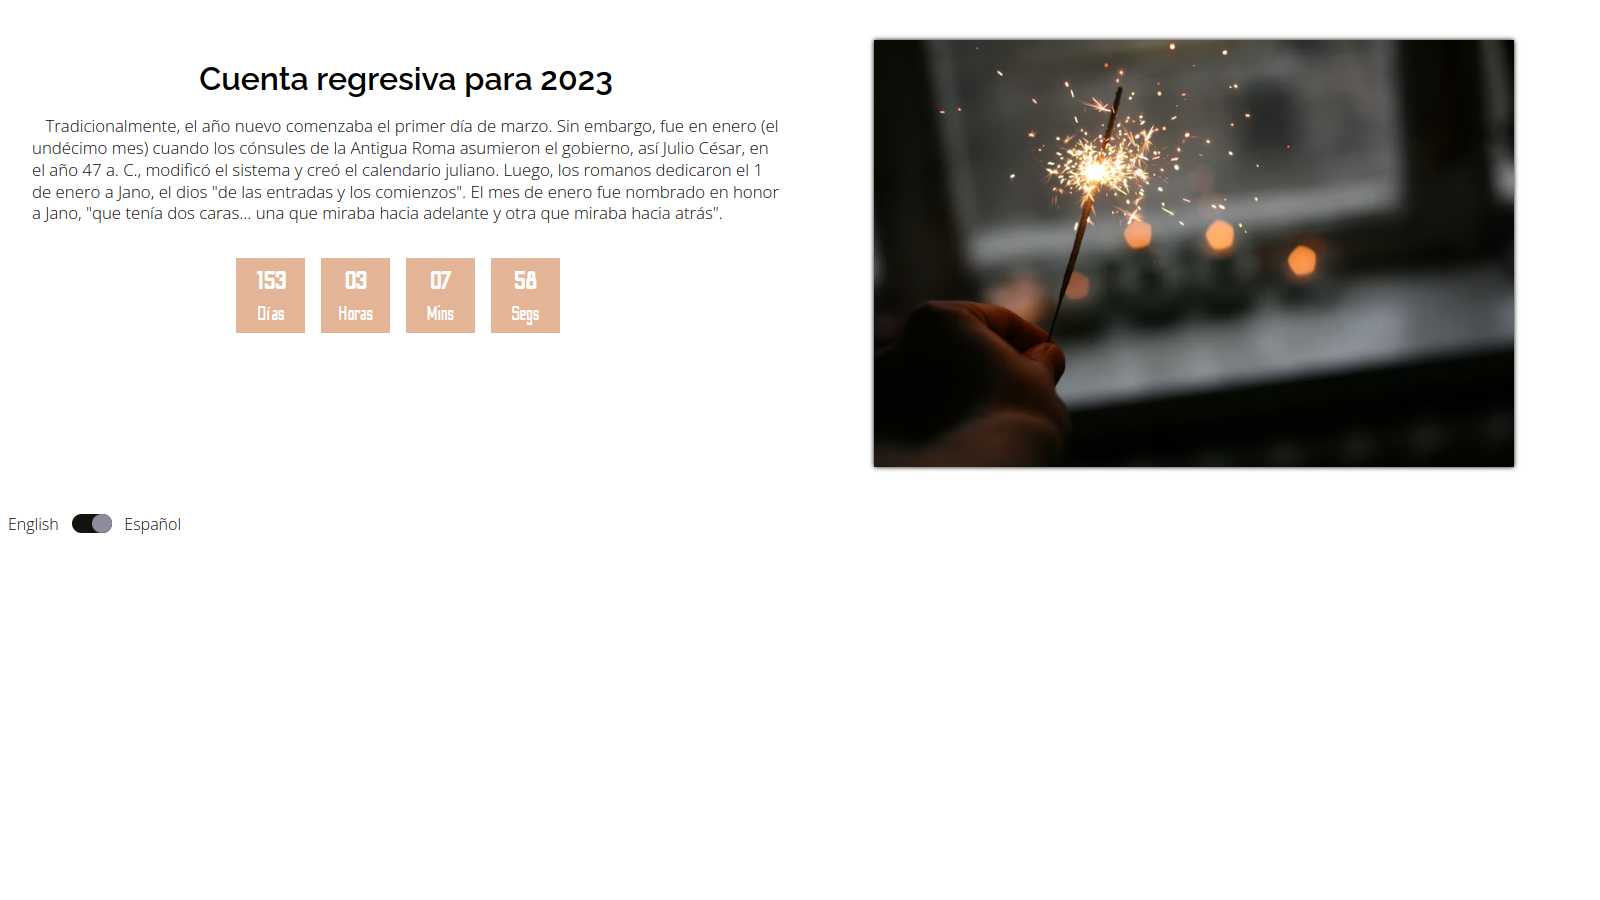 Cuenta regresiva para 2023
Tradicionalmente, el año nuevo comenzaba el primer día de marzo. Sin embargo, fue en enero (el
undécimo mes) cuando los cónsules de la Antigua Roma asumieron el gobierno, así Julio César, en
el año 47 a. C., modificó el sistema y creó el calendario juliano. Luego, los romanos dedicaron el 1
de enero a Jano, el dios "de las entradas y los comienzos". El mes de enero fue nombrado en honor
a Jano, "que tenía dos caras... una que miraba hacia adelante y otra que miraba hacia atrás".
153 03 07 58
Días Horas Mins Segs
English Español